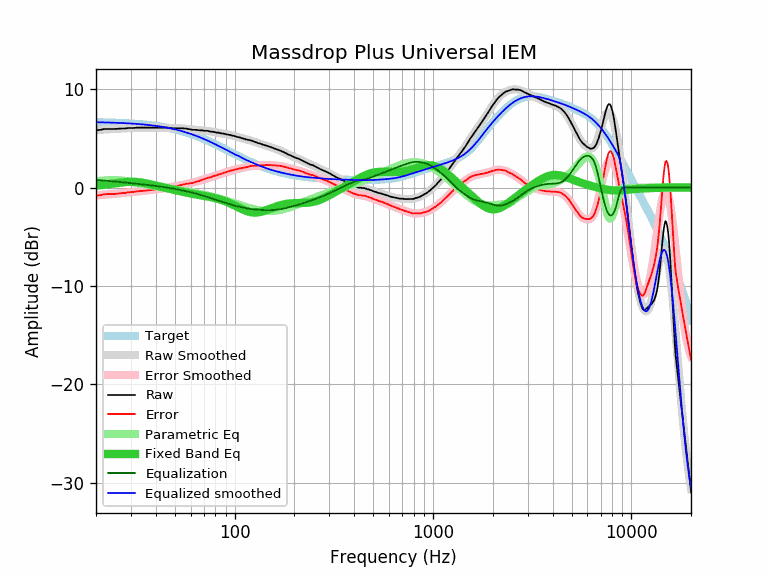 Massdrop Plus Universal IEM
10
0
−10
−20
−30
Amplitude (dBr)
Target
Raw Smoothed
Error Smoothed
Raw
Error
Parametric Eq
Fixed Band Eq
Equalization
Equalized smoothed
100
1000
10000
Frequency (Hz)